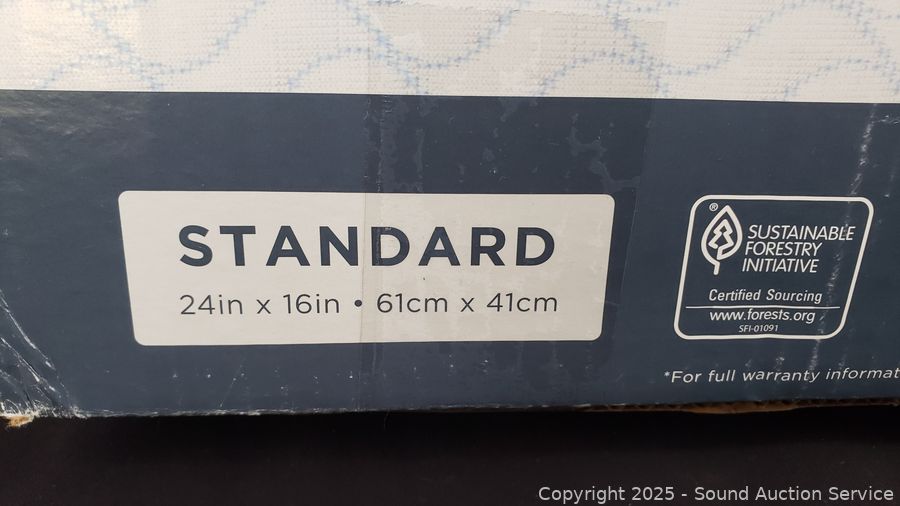 STANDARD
24in x 16in • 61cm x 41cm
®
SUSTAINABLE
FORESTRY
INITIATIVE
Certified Sourcing
www.forests.org
SFI-01091
*For full warranty informat
Copyright 2025 - Sound Auction Service